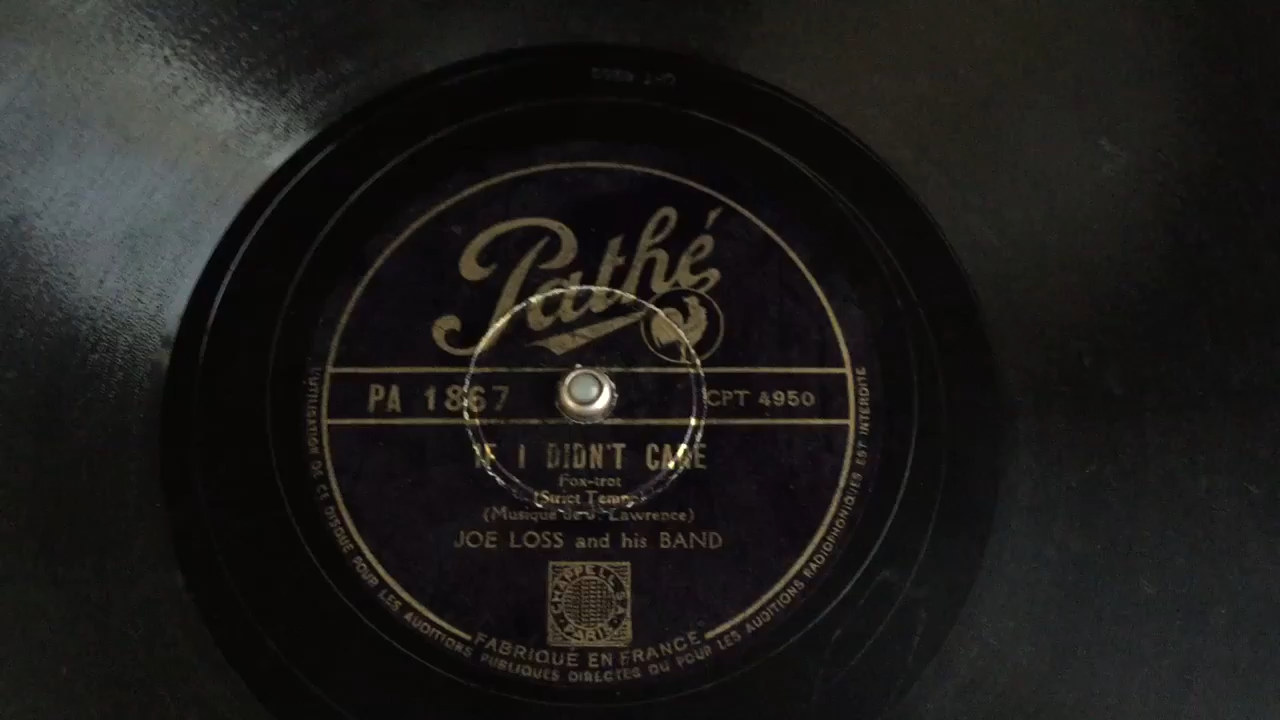 Pathé
PA 1867
CPT 4950
IF I DIDN'T CARE
Fox-trot
(Strict Tempo)
(Musique de J. Lawrence)
JOE LOSS and his BAND
CHAPPELL S.A.
PARIS
FABRIQUÉ EN FRANCE
L'UTILISATION DE CE DISQUE POUR LES AUDITIONS PUBLIQUES DIRECTES OU POUR LES AUDITIONS RADIOPHONIQUES EST INTERDITE